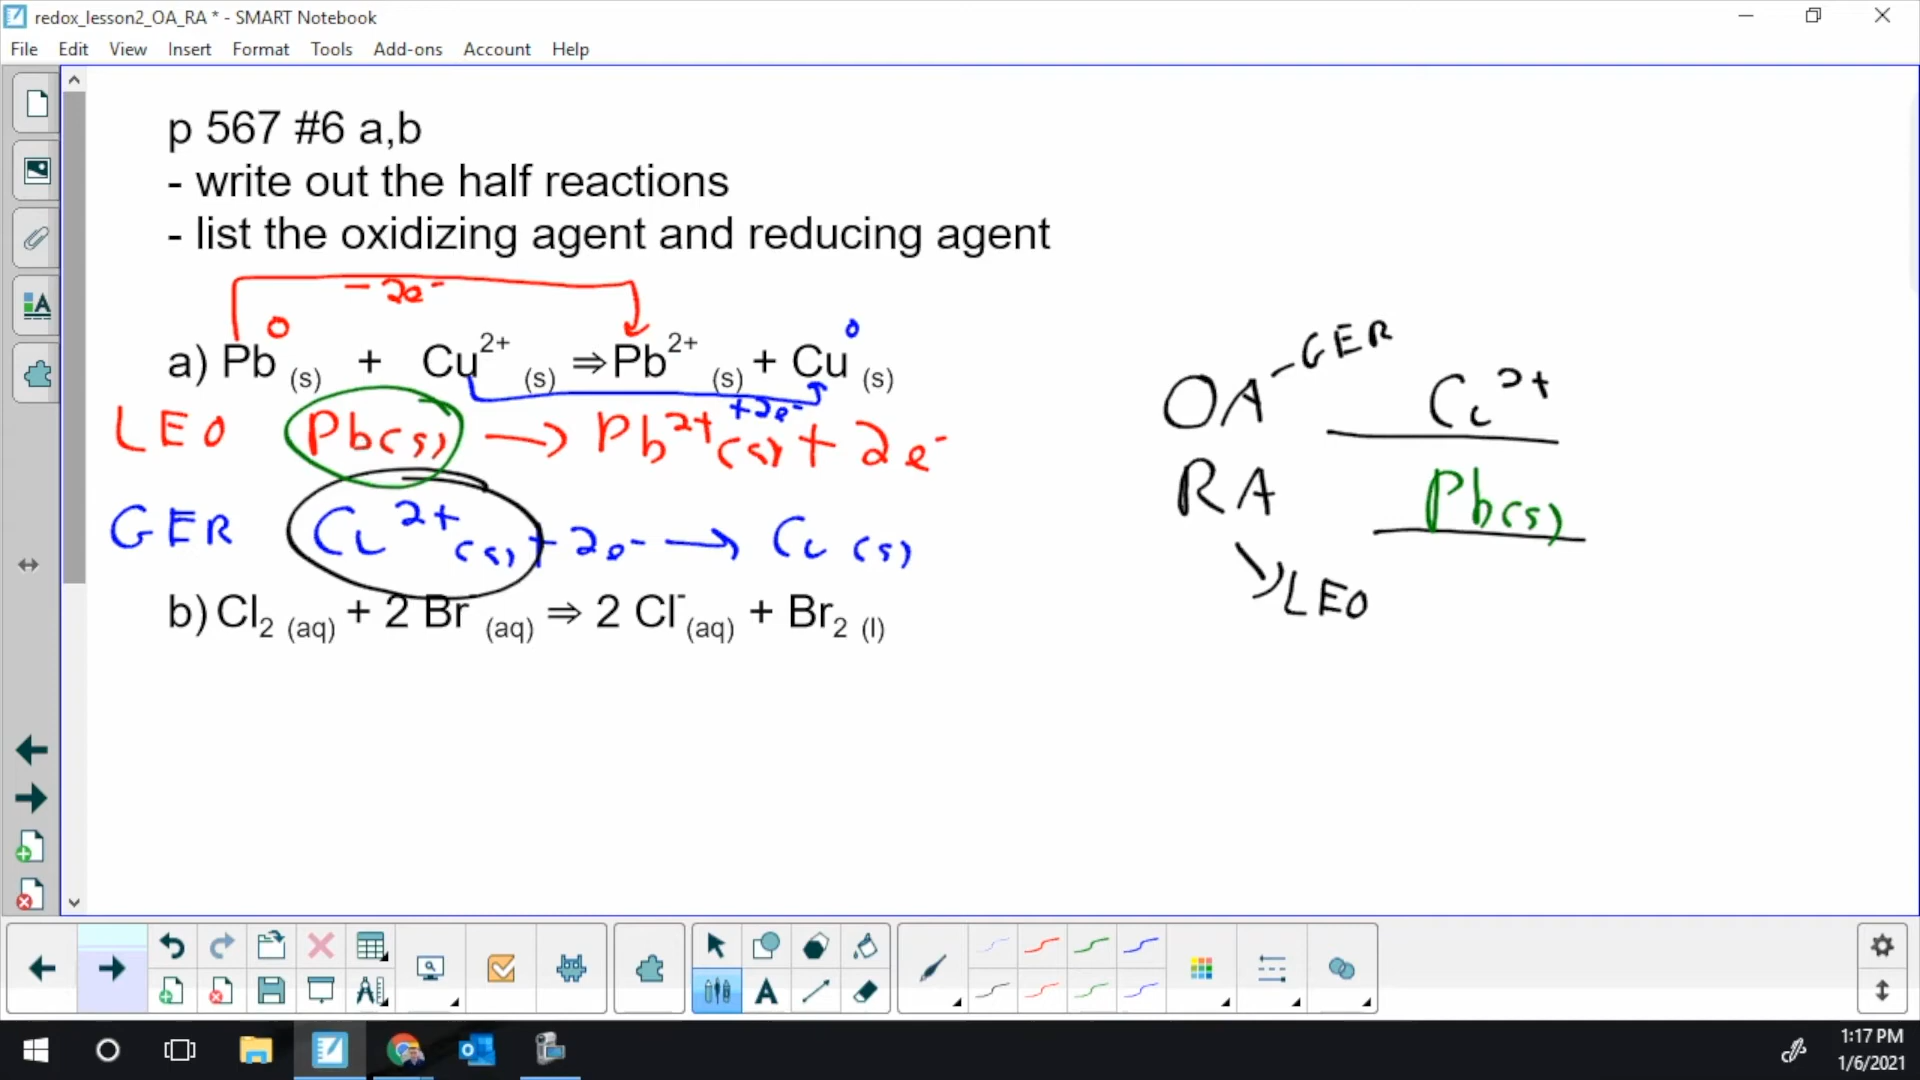 redox_lesson2_OA_RA * - SMART Notebook
File Edit View Insert Format Tools Add-ons Account Help
p 567 #6 a,b
- write out the half reactions
- list the oxidizing agent and reducing agent
- 2e⁻
0 0
a) Pb (s) + Cu²⁺ (s) ⇒ Pb²⁺ (s) + Cu (s)
+2e⁻
LEO Pb(s) → Pb²⁺(s) + 2e⁻
GER Cu²⁺(s) + 2e⁻ → Cu (s)
b) Cl₂ (aq) + 2 Br⁻ (aq) ⇒ 2 Cl⁻(aq) + Br₂ (l)
OA - GER Cu²⁺
RA Pb(s)
LEO
1:17 PM
1/6/2021